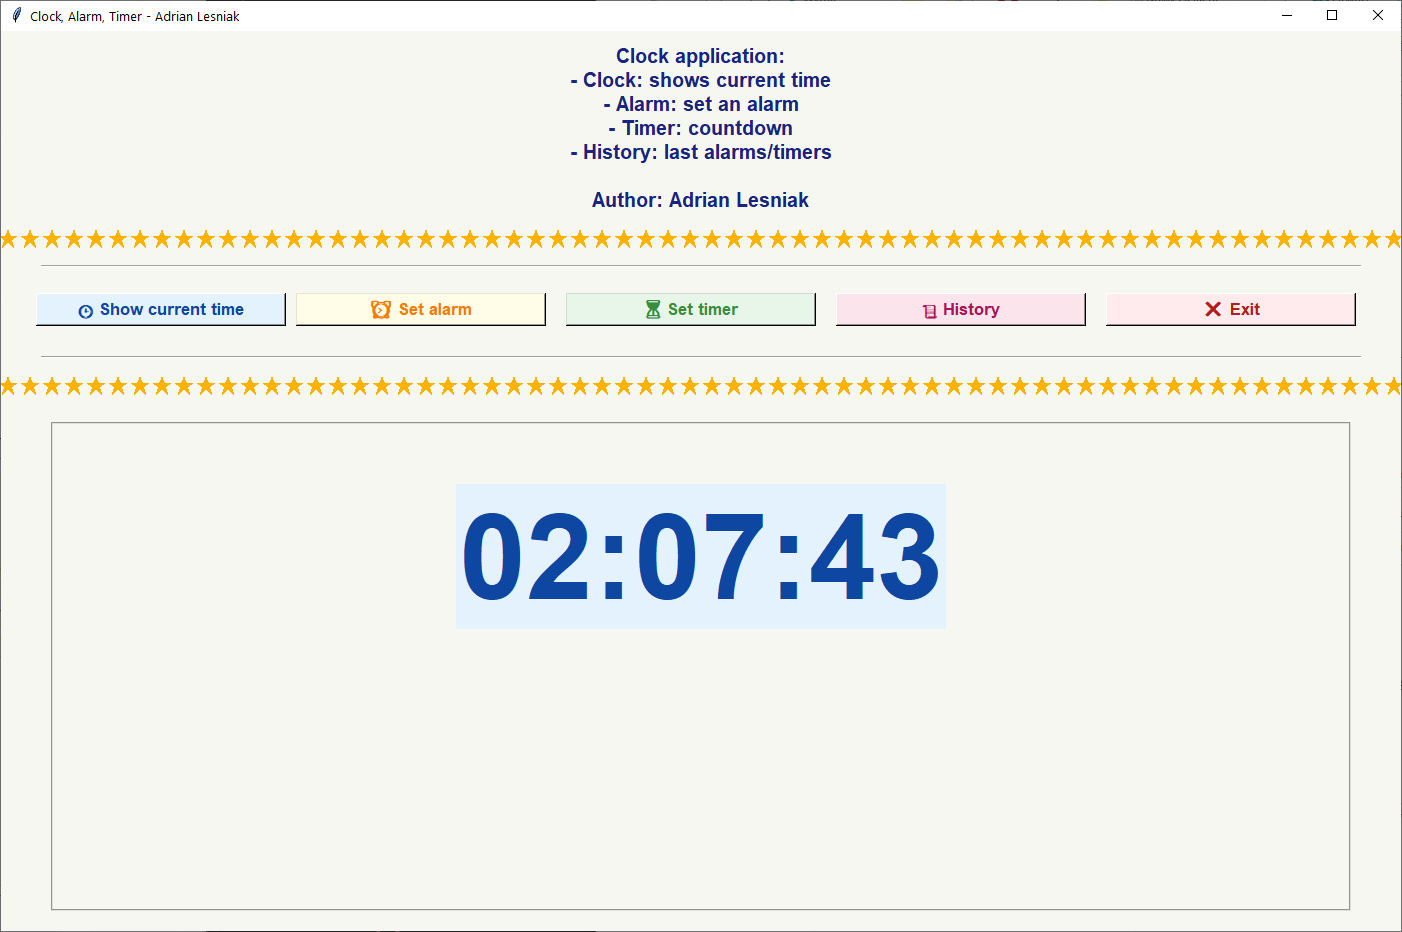 Clock, Alarm, Timer - Adrian Lesniak
Clock application:
- Clock: shows current time
- Alarm: set an alarm
- Timer: countdown
- History: last alarms/timers
Author: Adrian Lesniak
Show current time
Set alarm
Set timer
History
Exit
02:07:43